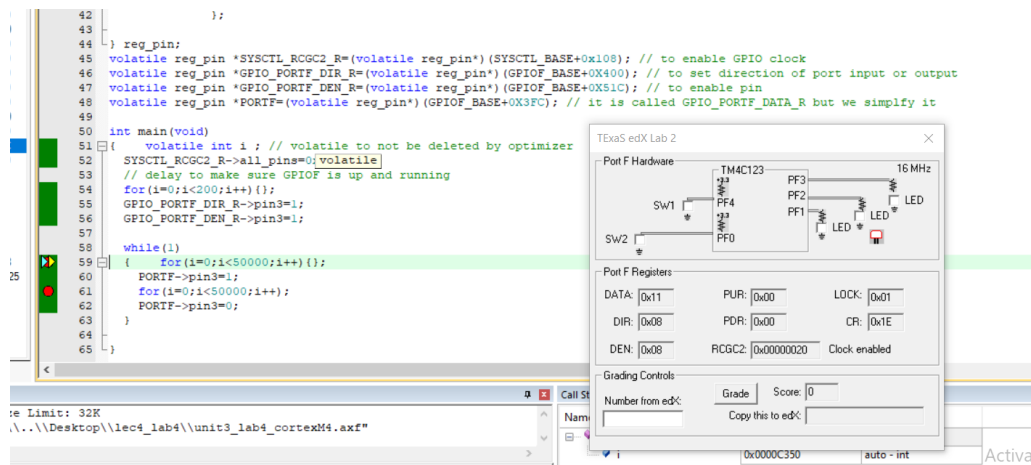 42 };
43
44 } reg_pin;
45 volatile reg_pin *SYSCTL_RCGC2_R=(volatile reg_pin*)(SYSCTL_BASE+0x108); // to enable GPIO clock
46 volatile reg_pin *GPIO_PORTF_DIR_R=(volatile reg_pin*)(GPIOF_BASE+0X400); // to set direction of port input or output
47 volatile reg_pin *GPIO_PORTF_DEN_R=(volatile reg_pin*)(GPIOF_BASE+0X51C); // to enable pin
48 volatile reg_pin *PORTF=(volatile reg_pin*)(GPIOF_BASE+0X3FC); // it is called GPIO_PORTF_DATA_R but we simplfy it
49
50 int main(void)
51 { volatile int i ; // volatile to not be deleted by optimizer
52 SYSCTL_RCGC2_R->all_pins=0; volatile
53 // delay to make sure GPIOF is up and running
54 for(i=0;i<200;i++){};
55 GPIO_PORTF_DIR_R->pin3=1;
56 GPIO_PORTF_DEN_R->pin3=1;
57
58 while(1)
59 { for(i=0;i<50000;i++){};
60 PORTF->pin3=1;
61 for(i=0;i<50000;i++);
62 PORTF->pin3=0;
63 }
64
65 }
25
TExaS edX Lab 2
Port F Hardware
TM4C123
16 MHz
+3.3
PF3
PF2
PF1
SW1
PF4
+3.3
SW2
PF0
LED
LED
LED
Port F Registers
DATA: 0x11 PUR: 0x00 LOCK: 0x01
DIR: 0x08 PDR: 0x00 CR: 0x1E
DEN: 0x08 RCGC2: 0x00000020 Clock enabled
Grading Controls
Number from edX: Grade Score: 0
Copy this to edX:
ze Limit: 32K
\\..\\Desktop\\lec4_lab4\\unit3_lab4_cortexM4.axf"
Call St
Name
i 0x0000C350 auto - int
Activa